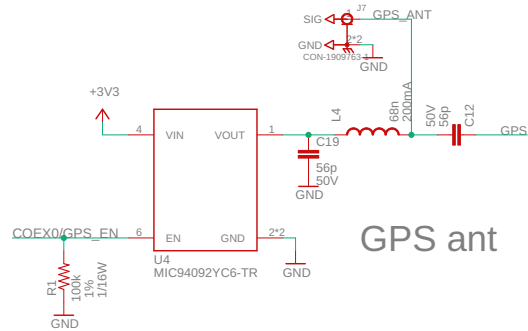 J7
SIG
1
GPS_ANT
GND
2*2
CON-1909763-1
GND
+3V3
4
VIN
VOUT
1
L4
68n
200mA
50V
56p
C12
GPS
C19
56p
50V
GND
COEX0/GPS_EN
6
EN
GND
2*2
GND
U4
MIC94092YC6-TR
R1
100k
1%
1/16W
GND
GPS ant